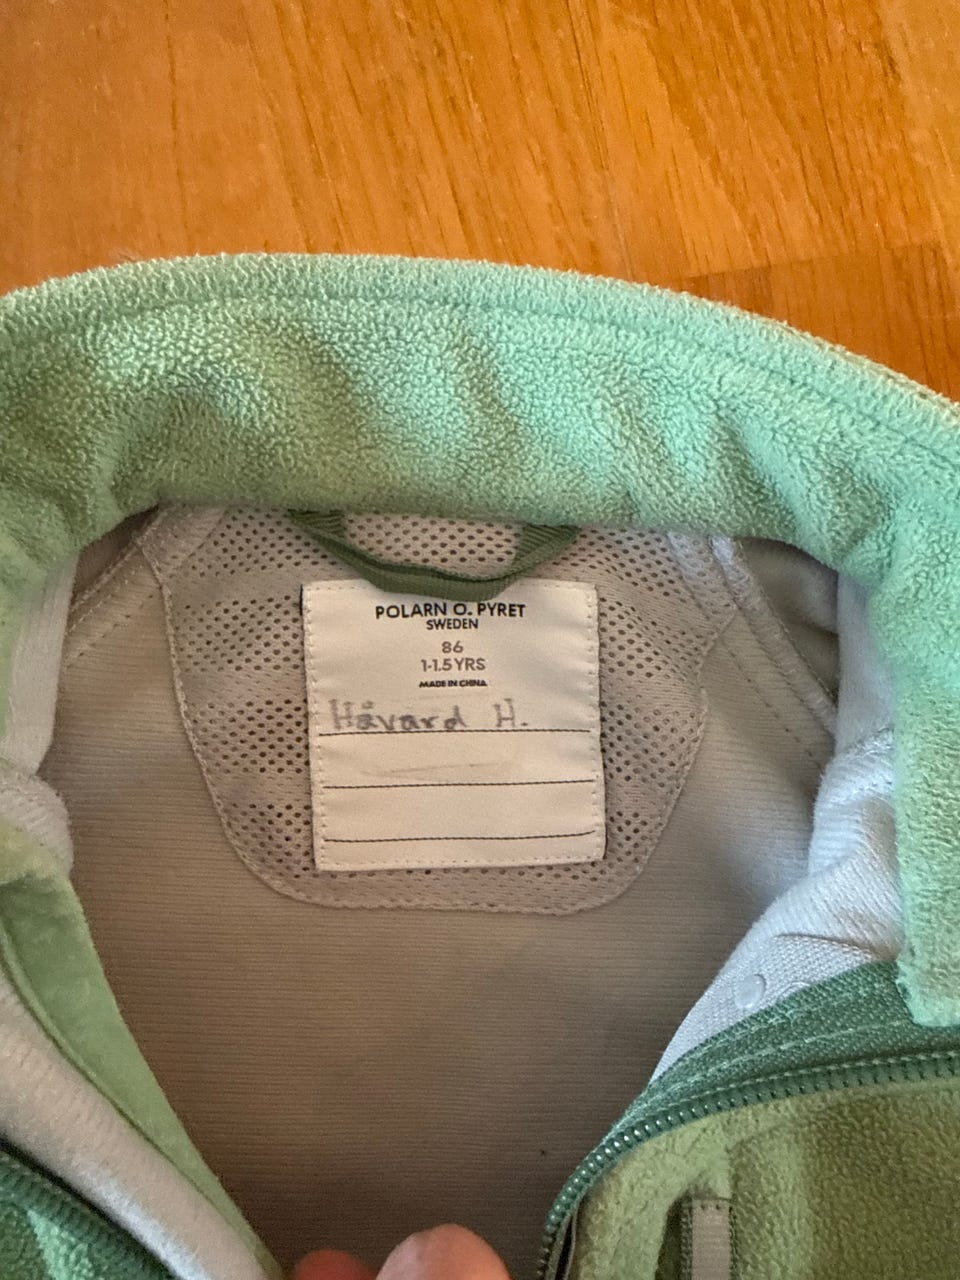 POLARN O. PYRET
SWEDEN
86
1-1.5 YRS
MADE IN CHINA
Håvard H.